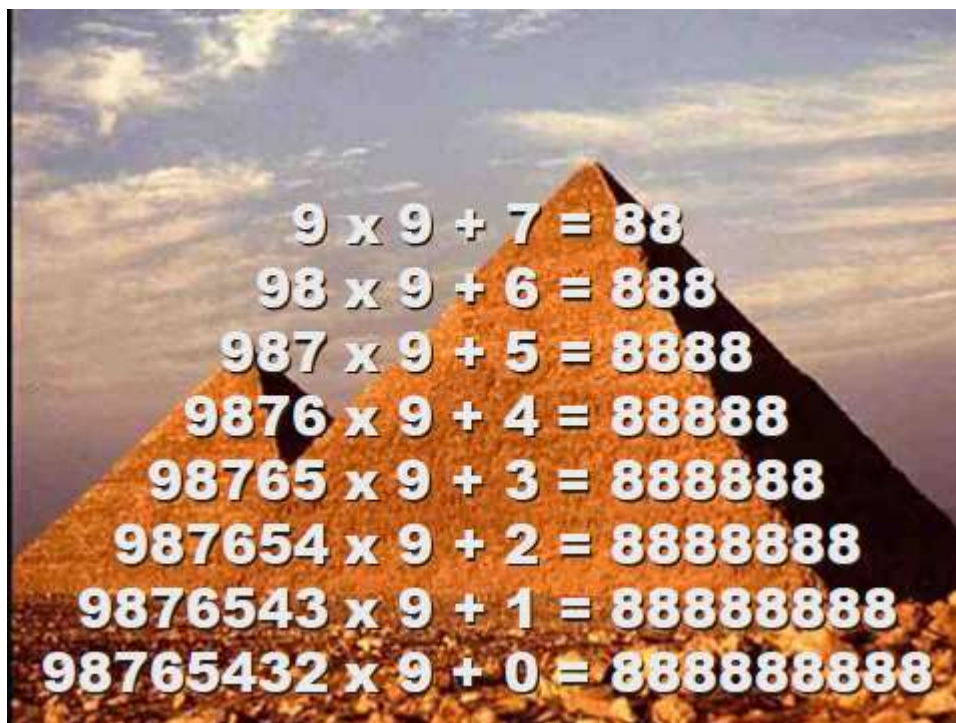 9 x 9 + 7 = 88
98 x 9 + 6 = 888
987 x 9 + 5 = 8888
9876 x 9 + 4 = 88888
98765 x 9 + 3 = 888888
987654 x 9 + 2 = 8888888
9876543 x 9 + 1 = 88888888
98765432 x 9 + 0 = 888888888